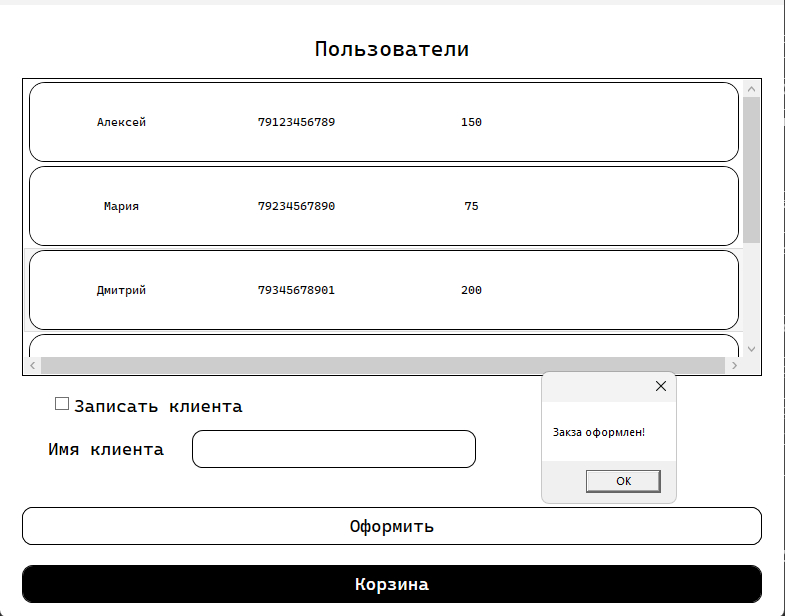 Пользователи
Алексей 79123456789 150
Мария 79234567890 75
Дмитрий 79345678901 200
Записать клиента
Имя клиента
Закза оформлен!
OK
Оформить
Корзина